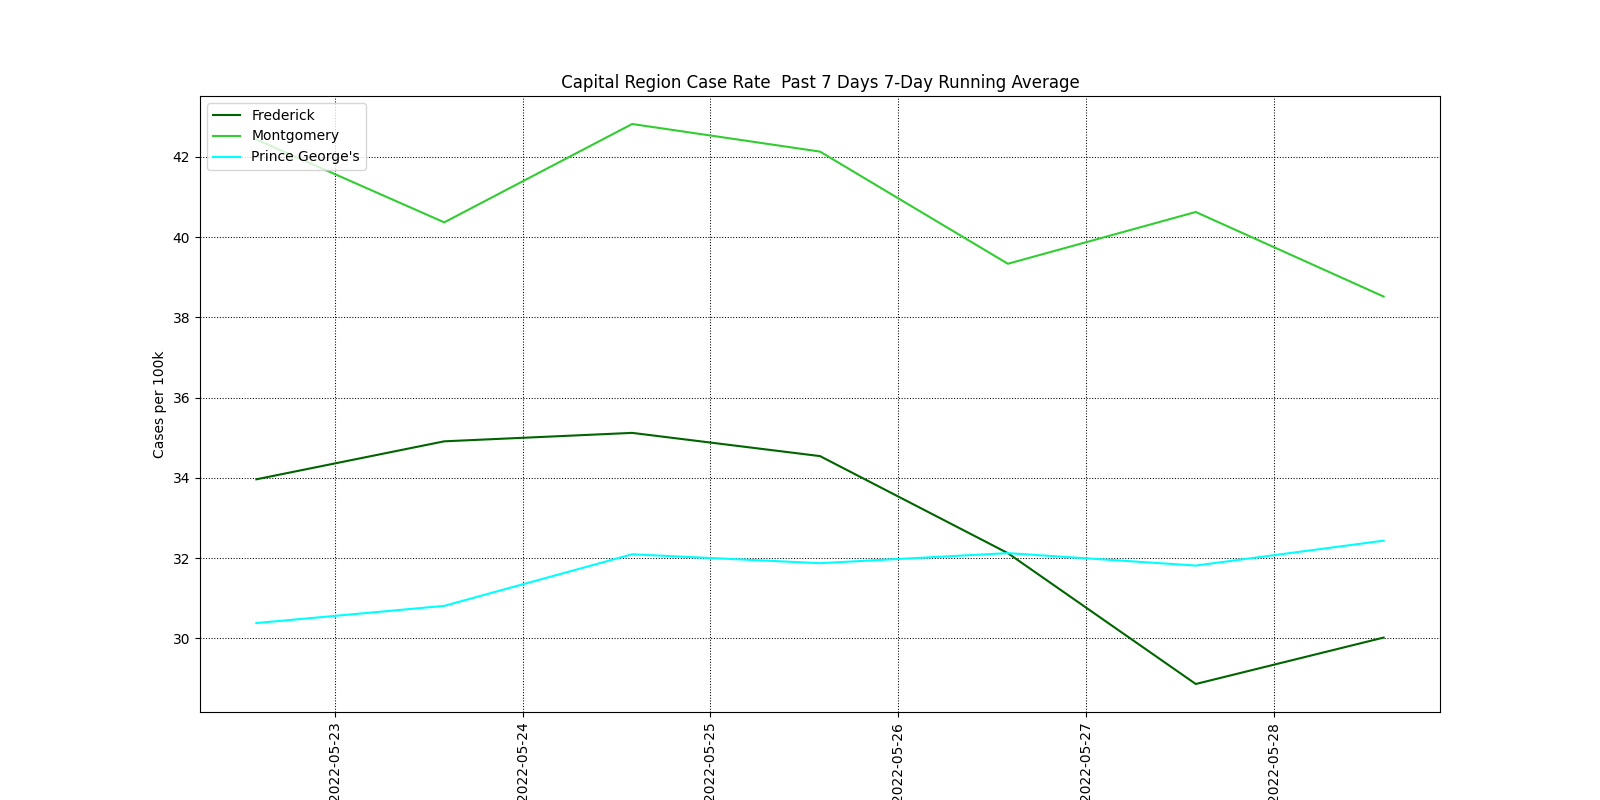 Capital Region Case Rate  Past 7 Days 7-Day Running Average
Frederick
Montgomery
Prince George's
42
40
38
36
34
32
30
Cases per 100k
2022-05-23
2022-05-24
2022-05-25
2022-05-26
2022-05-27
2022-05-28